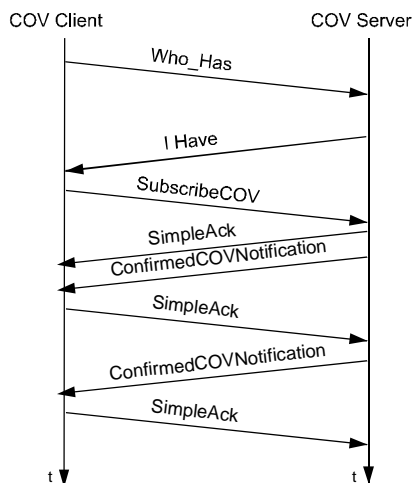 COV Client
COV Server
Who_Has
I Have
SubscribeCOV
SimpleAck
ConfirmedCOVNotification
SimpleAck
ConfirmedCOVNotification
SimpleAck
t
t